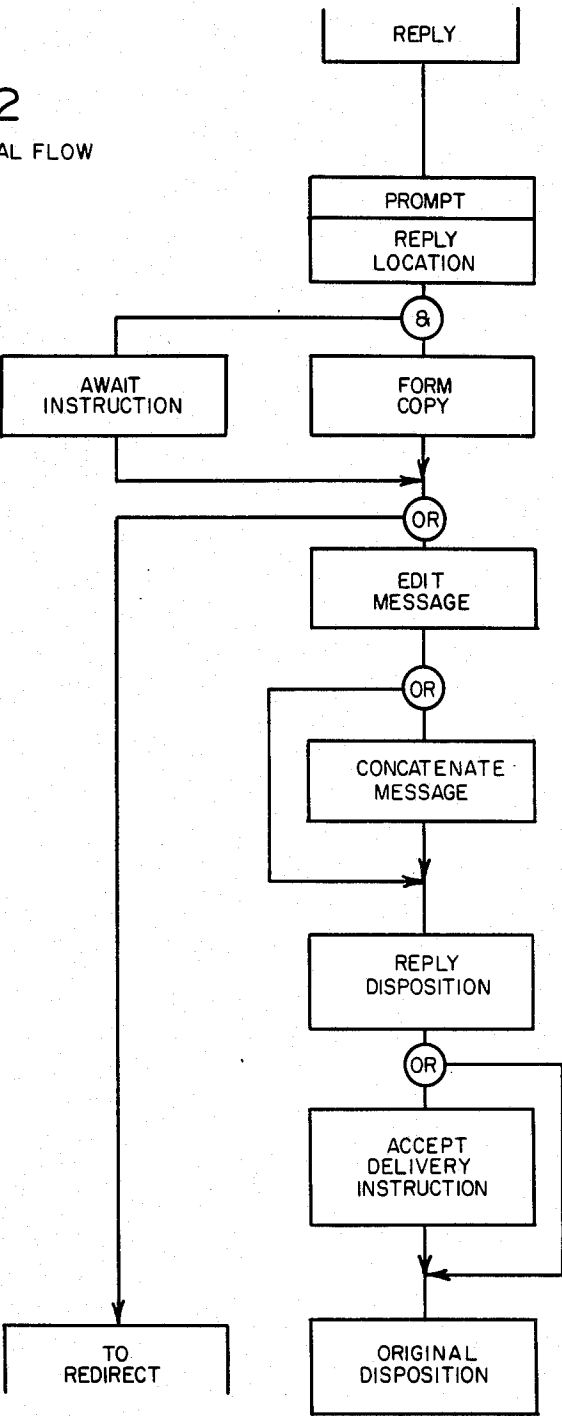 REPLY
2
AL FLOW
PROMPT
REPLY
LOCATION
&
AWAIT
INSTRUCTION
FORM
COPY
OR
EDIT
MESSAGE
OR
CONCATENATE
MESSAGE
REPLY
DISPOSITION
OR
ACCEPT
DELIVERY
INSTRUCTION
TO
REDIRECT
ORIGINAL
DISPOSITION